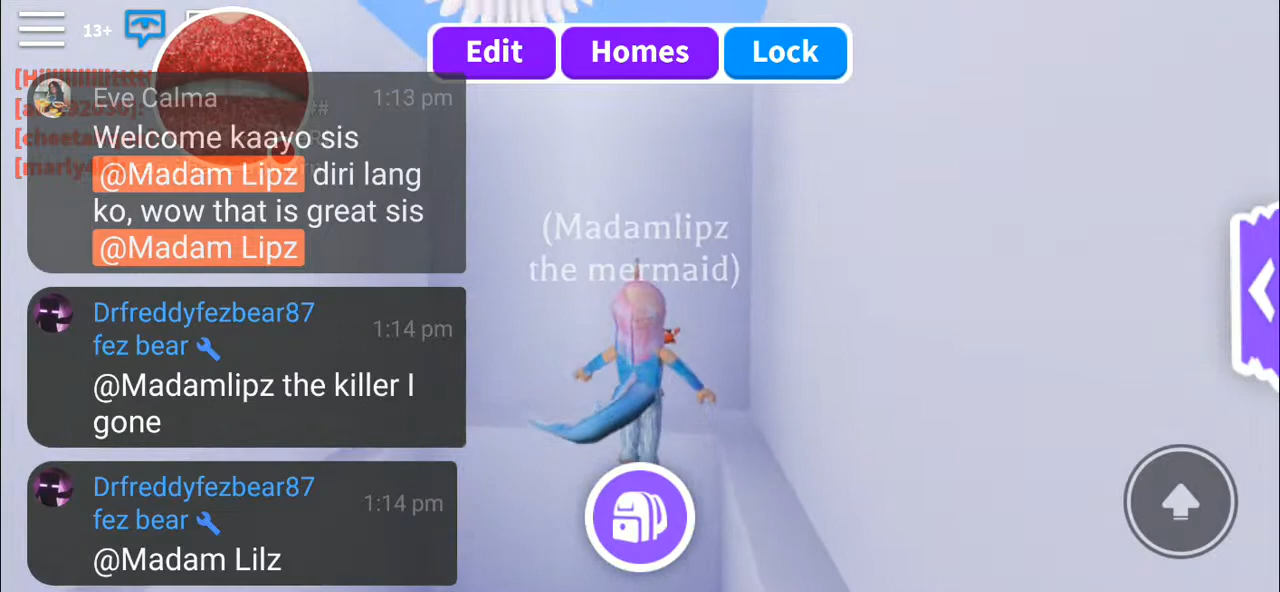 13+
Edit
Homes
Lock
Eve Calma
1:13 pm
Welcome kaayo sis
@Madam Lipz diri lang
ko, wow that is great sis
@Madam Lipz
(Madamlipz
the mermaid)
Drfreddyfezbear87
fez bear
1:14 pm
@Madamlipz the killer I
gone
Drfreddyfezbear87
fez bear
1:14 pm
@Madam Lilz